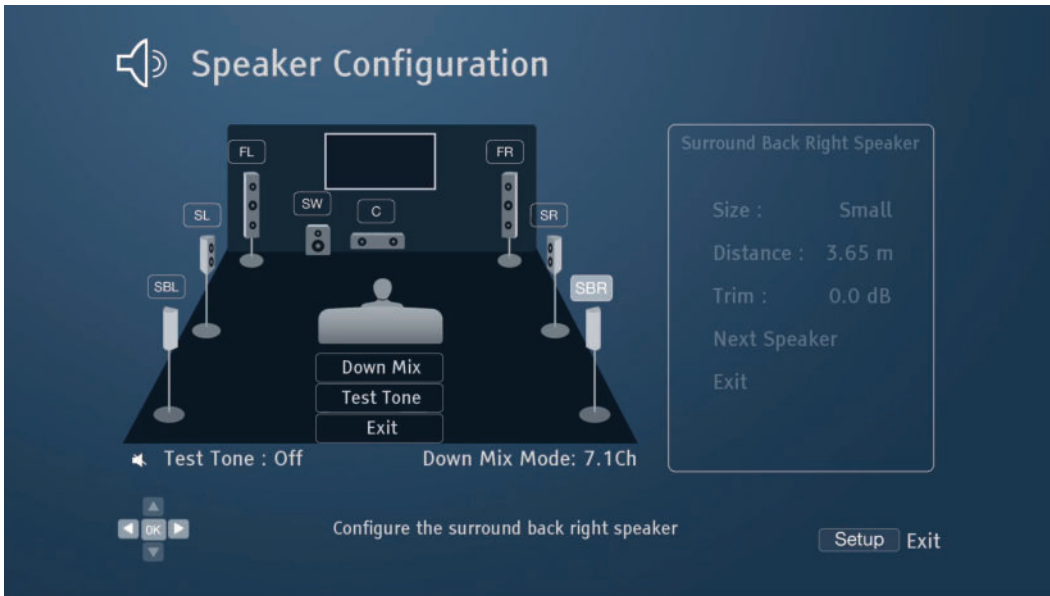 Speaker Configuration
FL
FR
SW
C
SL
SR
SBL
SBR
Down Mix
Test Tone
Exit
Test Tone : Off
Down Mix Mode: 7.1Ch
Surround Back Right Speaker
Size : Small
Distance : 3.65 m
Trim : 0.0 dB
Next Speaker
Exit
OK
Configure the surround back right speaker
Setup Exit